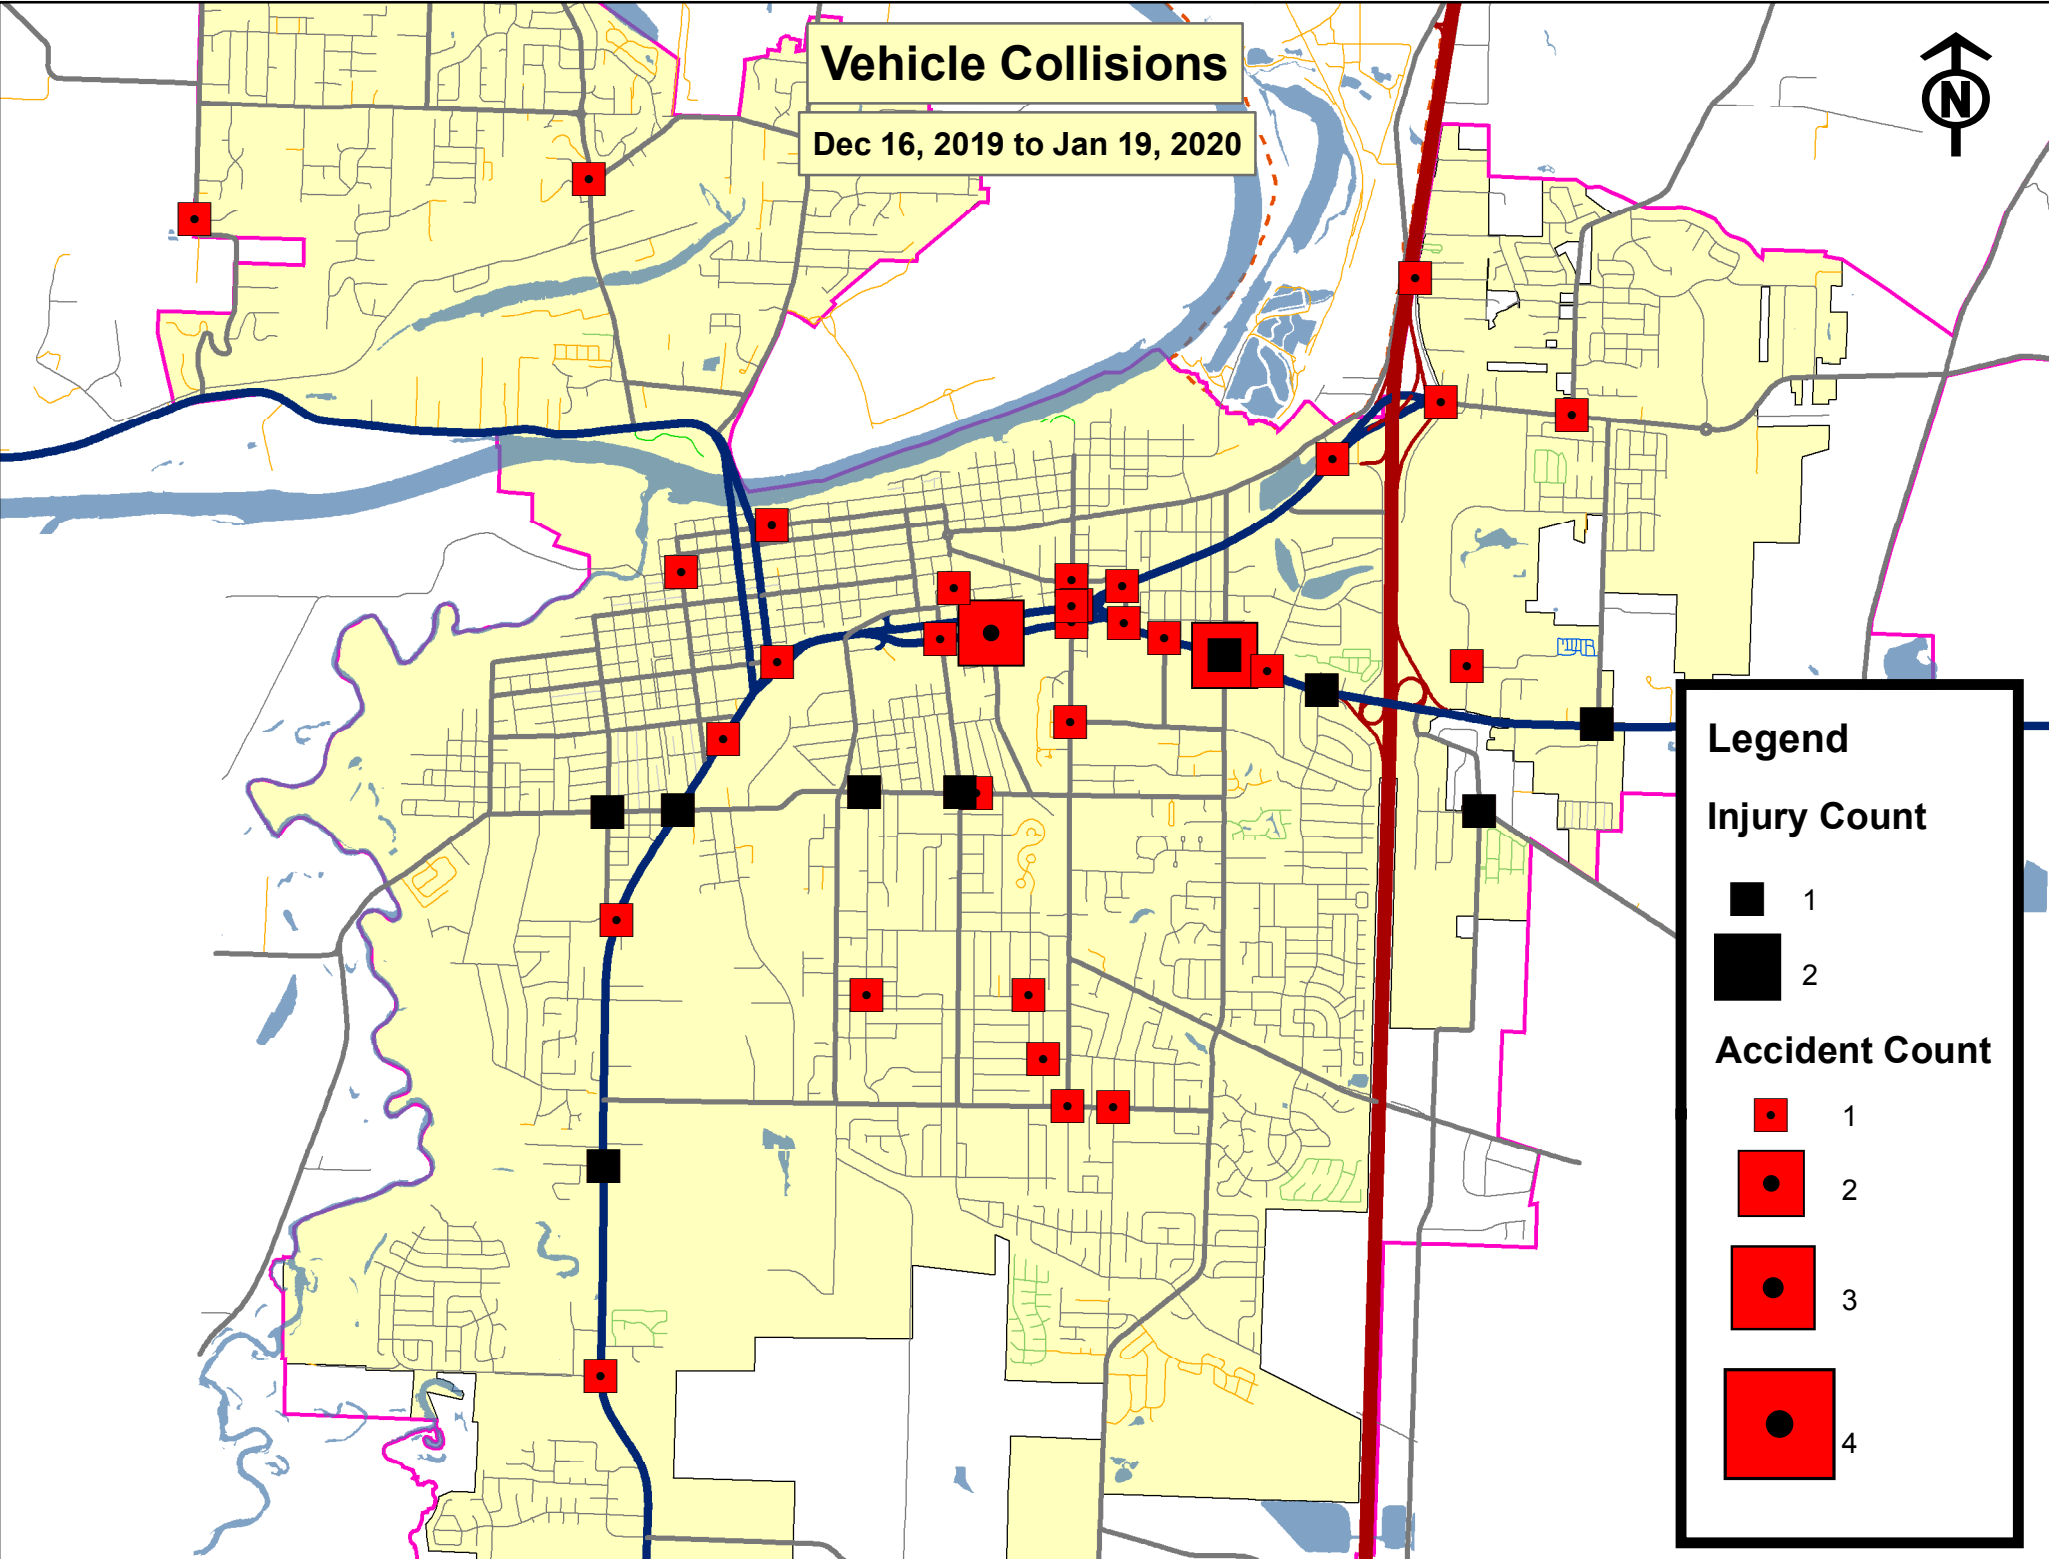 Vehicle Collisions
Dec 16, 2019 to Jan 19, 2020
N
Legend
Injury Count
1
2
Accident Count
1
2
3
4